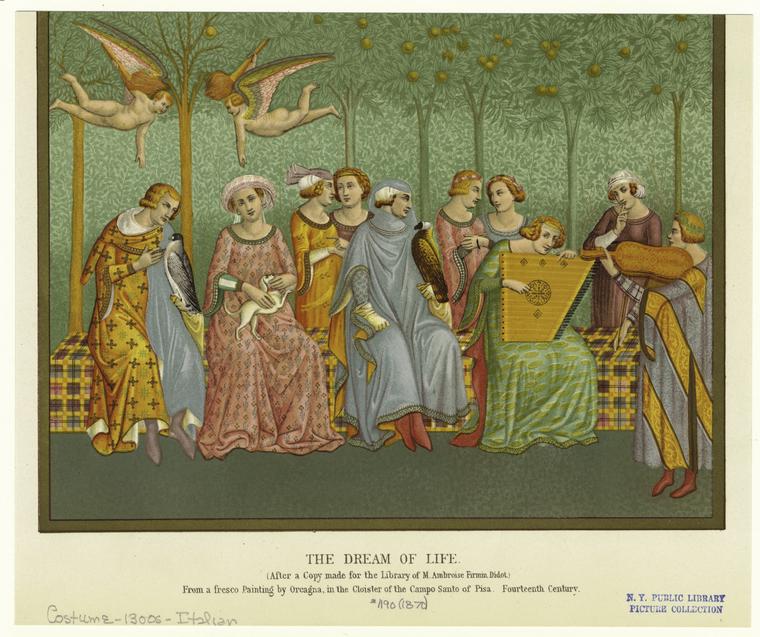 THE DREAM OF LIFE.
(After a Copy made for the Library of M. Ambroise Firmin Didot.)
From a fresco Painting by Orcagna, in the Cloister of the Campo Santo of Pisa. Fourteenth Century.
N. Y. PUBLIC LIBRARY
PICTURE COLLECTION
Costume-1300s-Italian